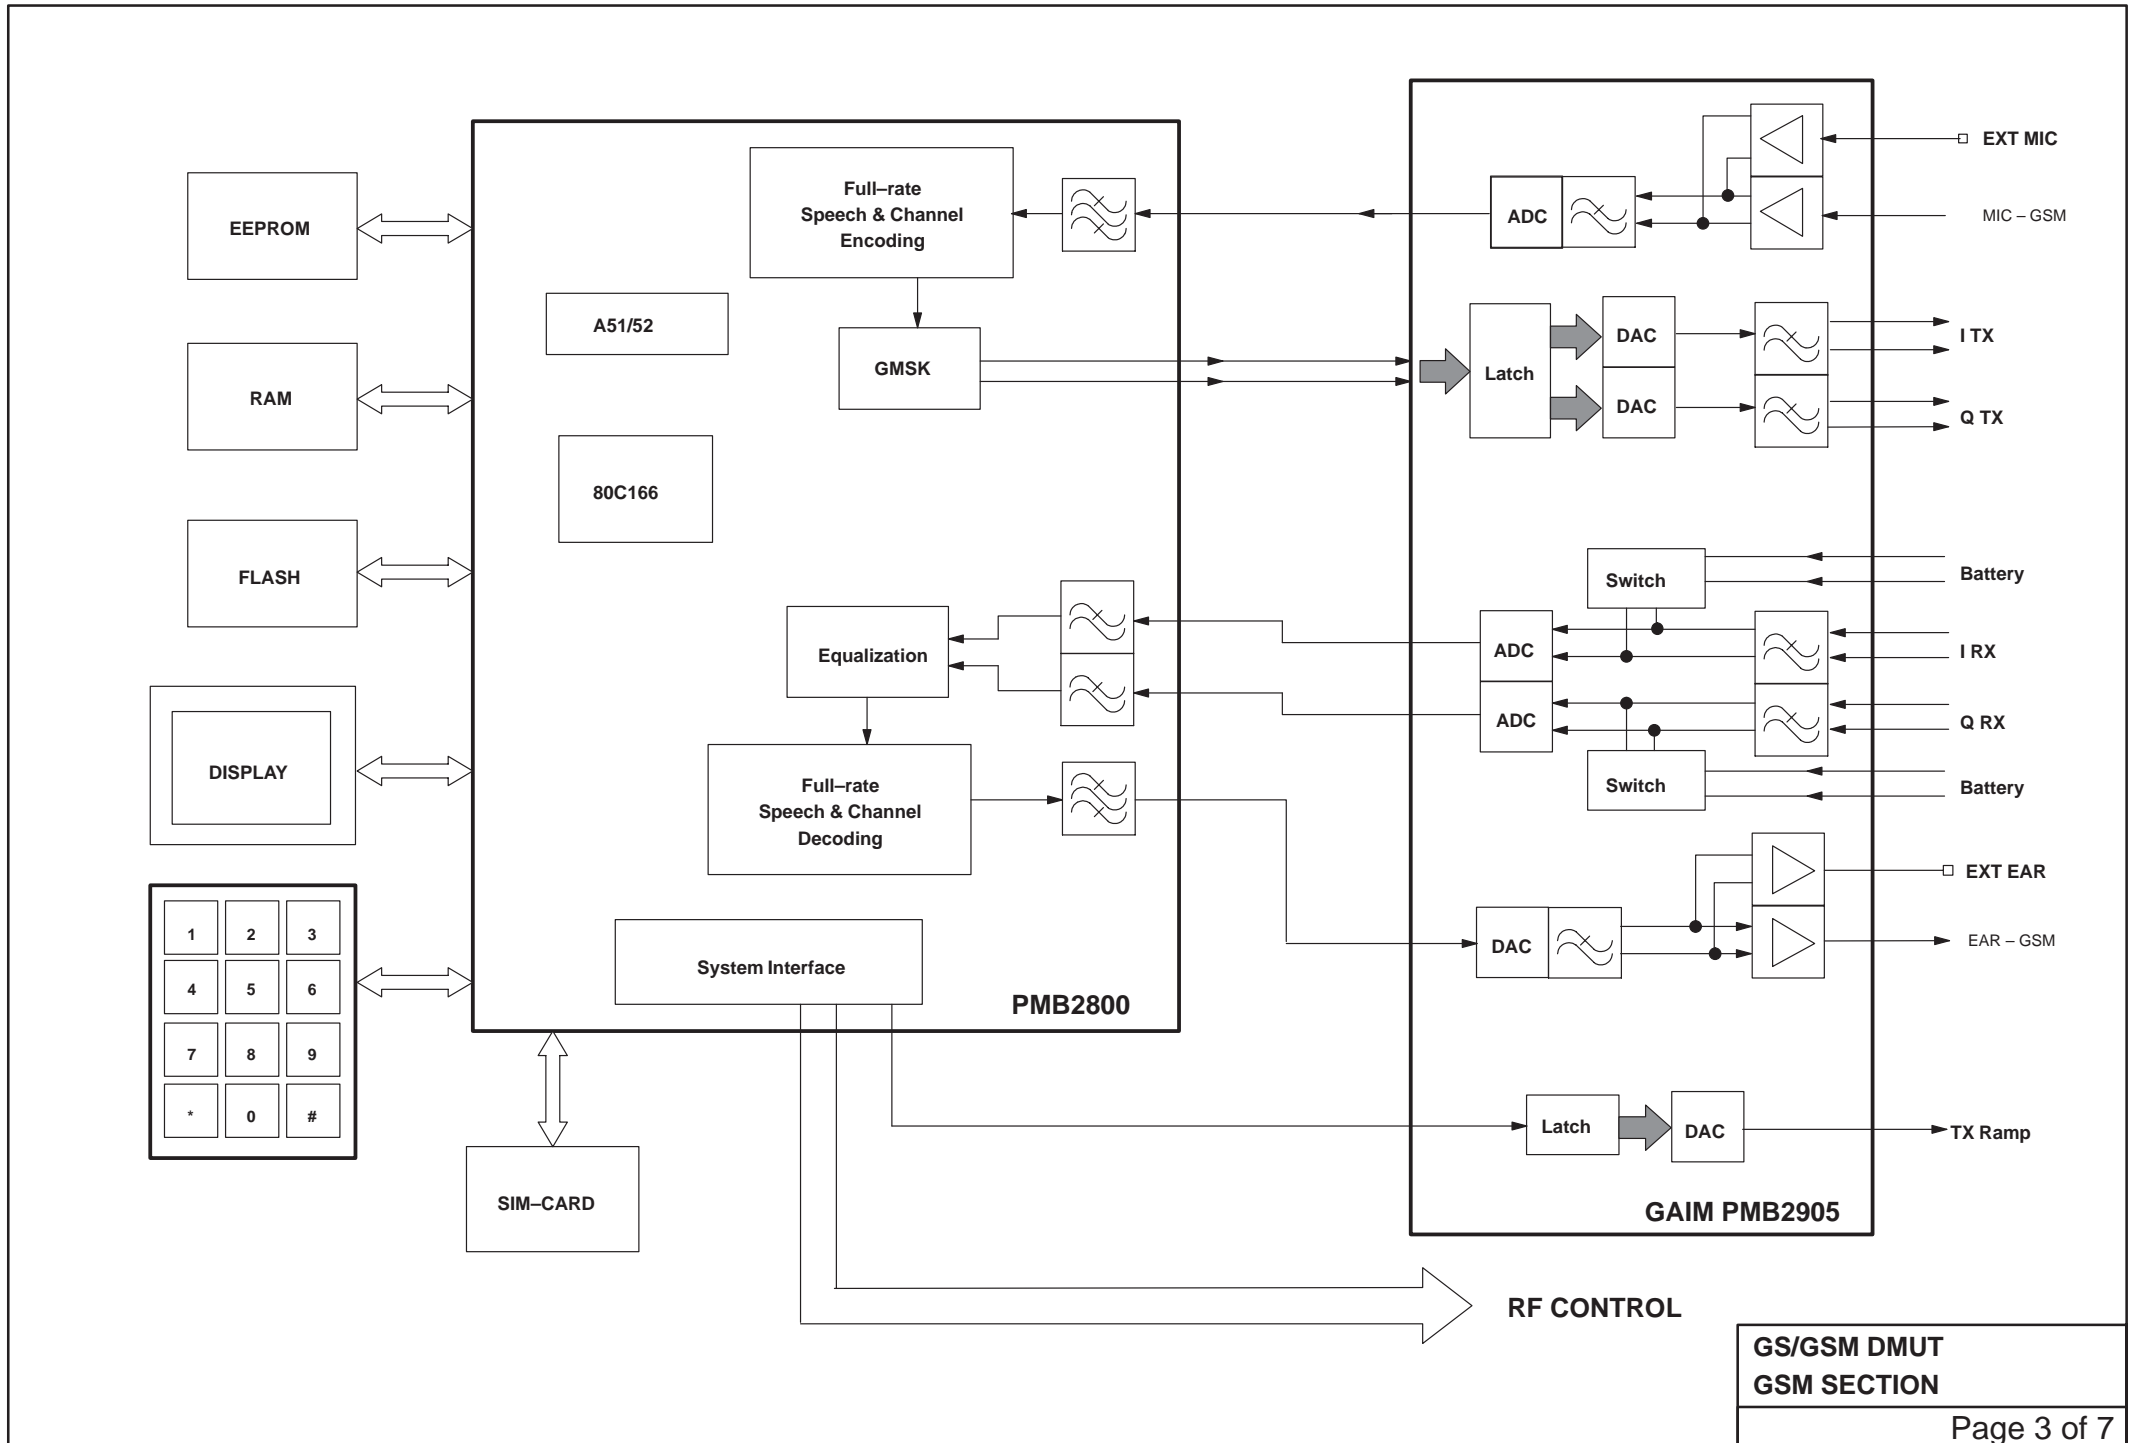 EEPROM
RAM
FLASH
DISPLAY
1 2 3
4 5 6
7 8 9
* 0 #
SIM–CARD
Full–rate
Speech & Channel
Encoding
A51/52
GMSK
80C166
Equalization
Full–rate
Speech & Channel
Decoding
System Interface
PMB2800
ADC
EXT MIC
MIC – GSM
Latch
DAC
DAC
I TX
Q TX
Switch
Battery
ADC
I RX
ADC
Q RX
Switch
Battery
EXT EAR
DAC
EAR – GSM
Latch
DAC
TX Ramp
GAIM PMB2905
RF CONTROL
GS/GSM DMUT
GSM SECTION
Page 3 of 7